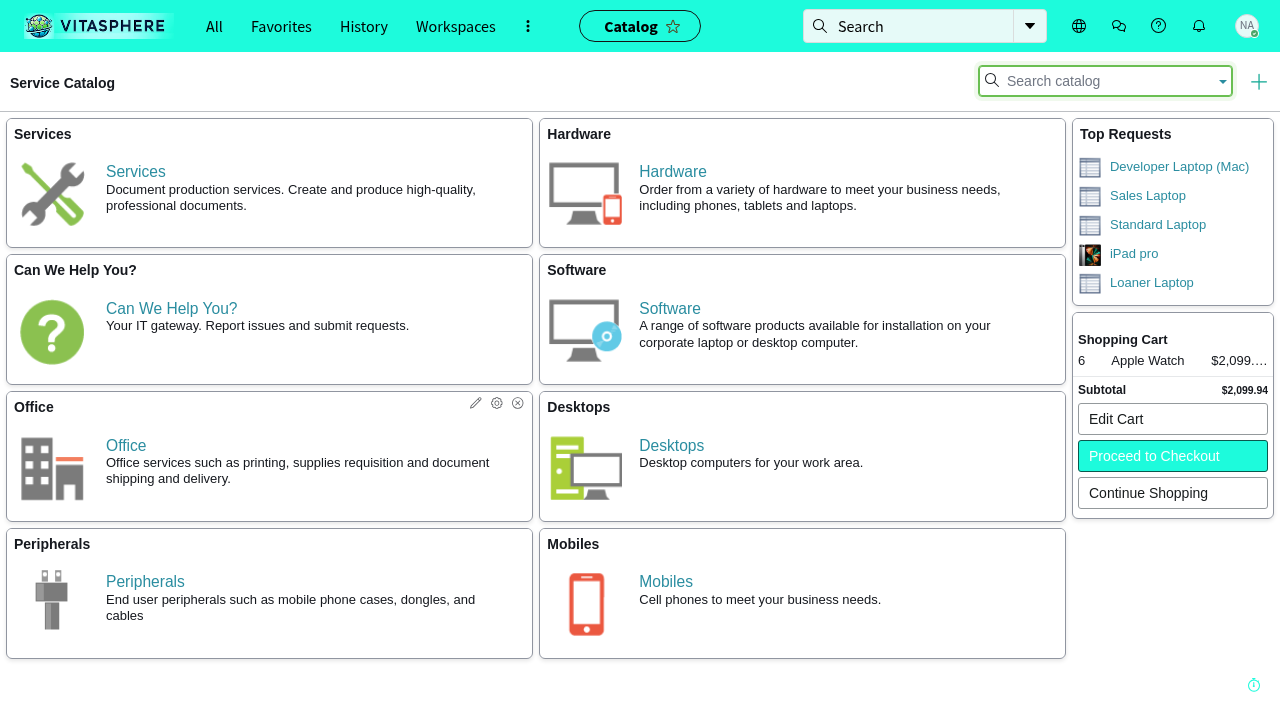 VITASPHERE
All
Favorites
History
Workspaces
Catalog
Search
NA
Service Catalog
Search catalog
Services
Services
Document production services. Create and produce high-quality,
professional documents.
Hardware
Hardware
Order from a variety of hardware to meet your business needs,
including phones, tablets and laptops.
Top Requests
Developer Laptop (Mac)
Sales Laptop
Standard Laptop
iPad pro
Loaner Laptop
Can We Help You?
Can We Help You?
Your IT gateway. Report issues and submit requests.
Software
Software
A range of software products available for installation on your
corporate laptop or desktop computer.
Shopping Cart
6 Apple Watch $2,099.…
Subtotal $2,099.94
Edit Cart
Proceed to Checkout
Continue Shopping
Office
Office
Office services such as printing, supplies requisition and document
shipping and delivery.
Desktops
Desktops
Desktop computers for your work area.
Peripherals
Peripherals
End user peripherals such as mobile phone cases, dongles, and
cables
Mobiles
Mobiles
Cell phones to meet your business needs.